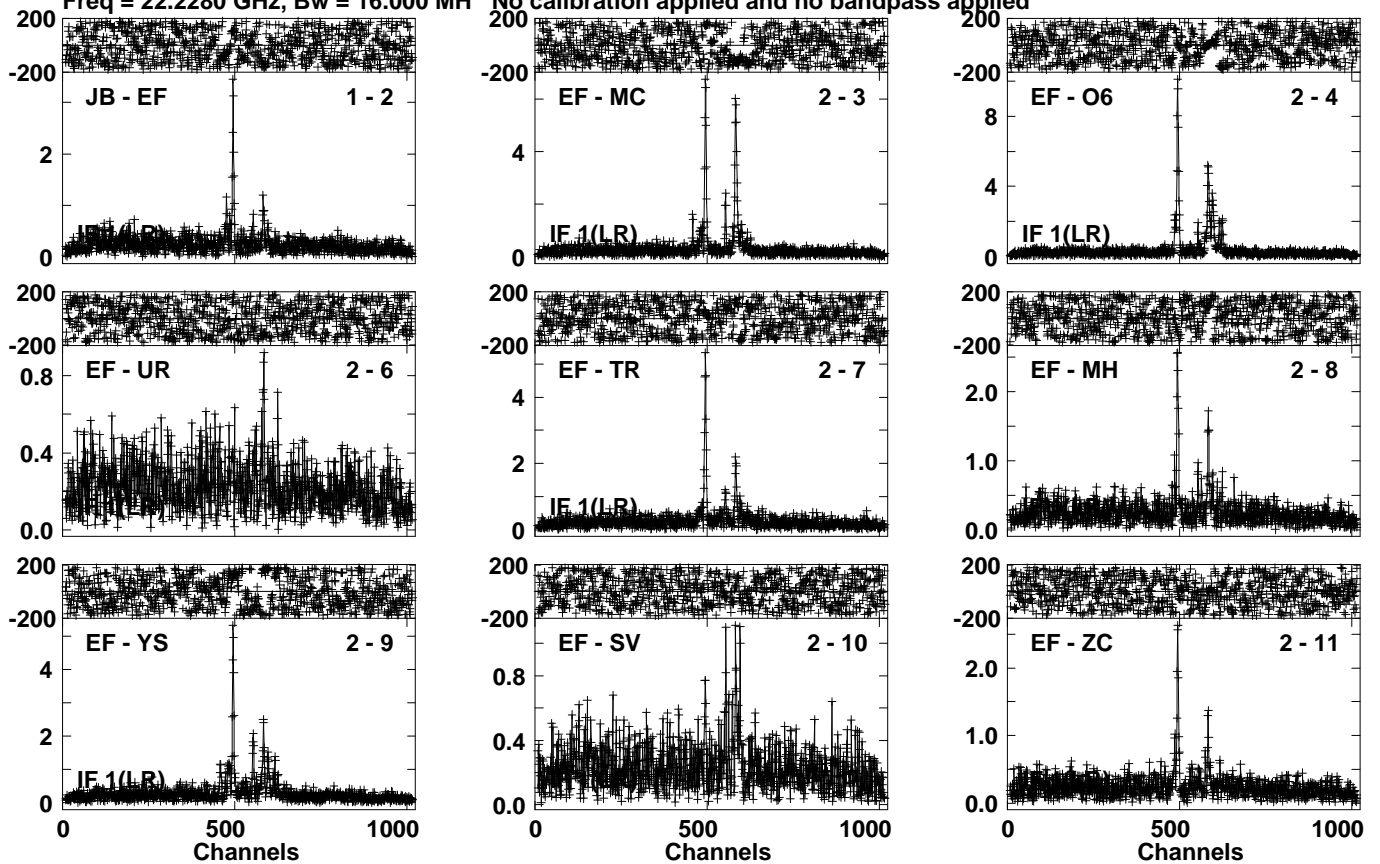 Freq = 22.2280 GHz, Bw = 16.000 MH No calibration applied and no bandpass applied
200 200 200
-200 -200 -200
JB - EF 1 - 2 EF - MC 2 - 3 EF - O6 2 - 4
8
2 4 4
IF 1(LR) IF 1(LR) IF 1(LR)
0 0 0
200 200 200
-200 -200 -200
EF - UR 2 - 6 EF - TR 2 - 7 EF - MH 2 - 8
0.8 4 2.0
0.4 2 1.0
IF 1(LR) IF 1(LR)
0.0 0 0.0
200 200 200
-200 -200 -200
EF - YS 2 - 9 EF - SV 2 - 10 EF - ZC 2 - 11
4 0.8 2.0
2 0.4 1.0
IF 1(LR)
0 0.0 0.0
0 500 1000 0 500 1000 0 500 1000
Channels Channels Channels